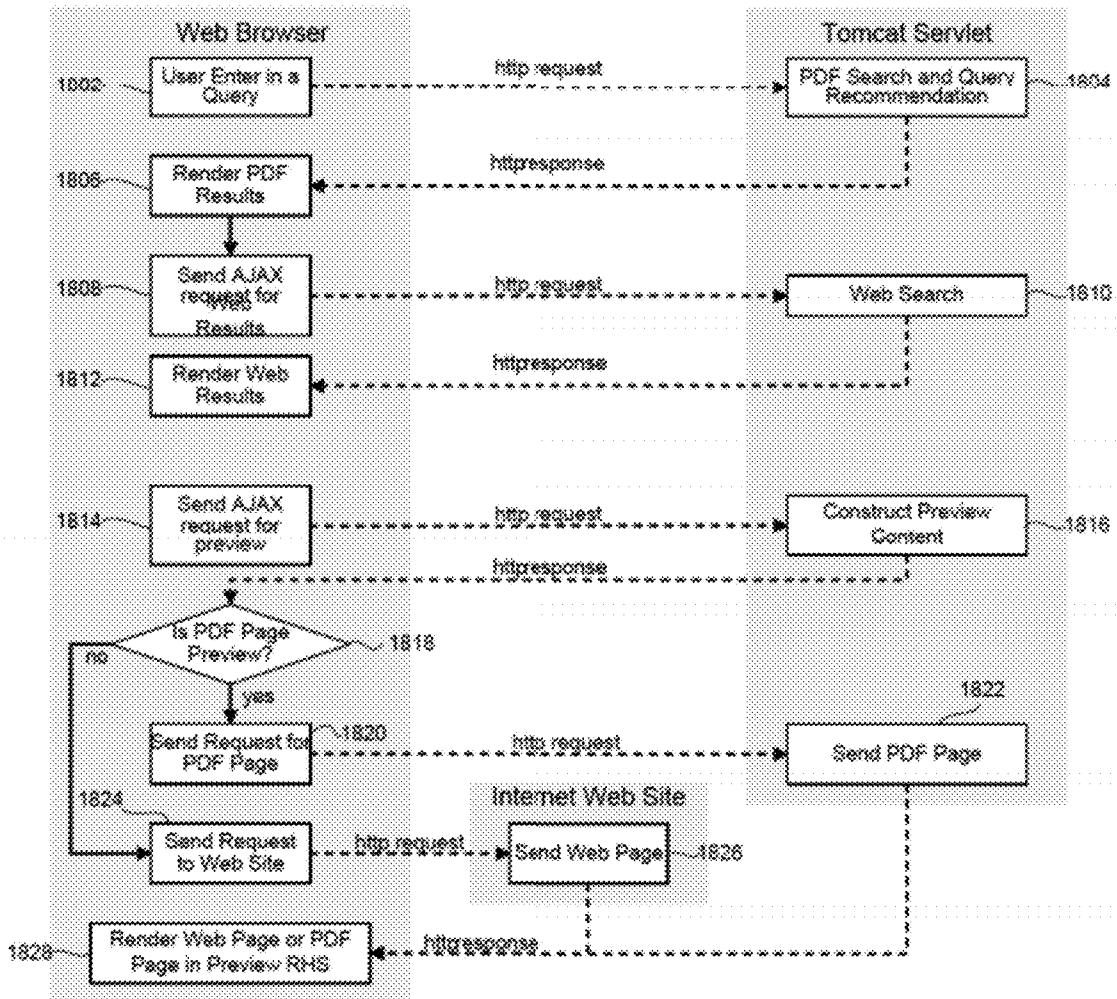 Web Browser
Tomcat Servlet
1802
User Enter in a
Query
http request
PDF Search and Query
Recommendation
1804
httpresponse
1806
Render PDF
Results
1808
Send AJAX
request for
Web
Results
http request
Web Search
1810
httpresponse
1812
Render Web
Results
1814
Send AJAX
request for
preview
http request
Construct Preview
Content
1816
httpresponse
Is PDF Page
Preview?
1818
no
yes
1820
Send Request for
PDF Page
http request
1822
Send PDF Page
1824
Internet Web Site
Send Request
to Web Site
http request
Send Web Page
1826
1828
Render Web Page or PDF
Page in Preview RHS
httpresponse